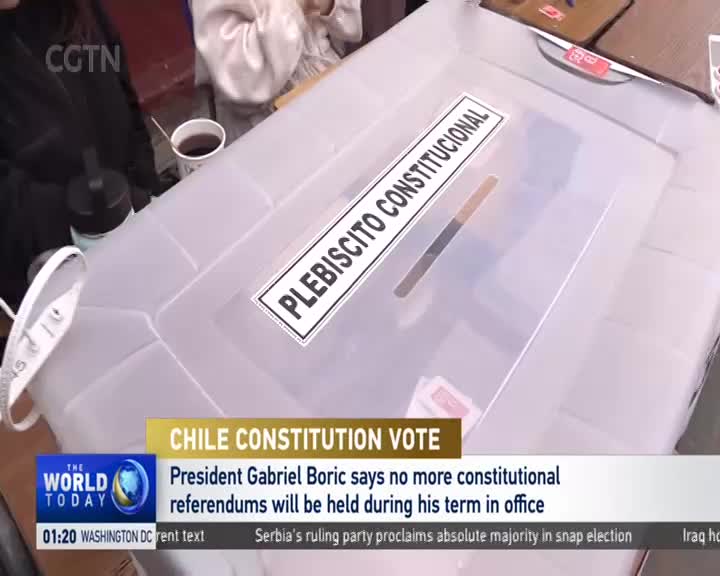 CGTN
PLEBISCITO CONSTITUCIONAL
CHILE CONSTITUTION VOTE
THE WORLD TODAY
President Gabriel Boric says no more constitutional
referendums will be held during his term in office
01:20 WASHINGTON DC
rent text Serbia's ruling party proclaims absolute majority in snap election Iraq